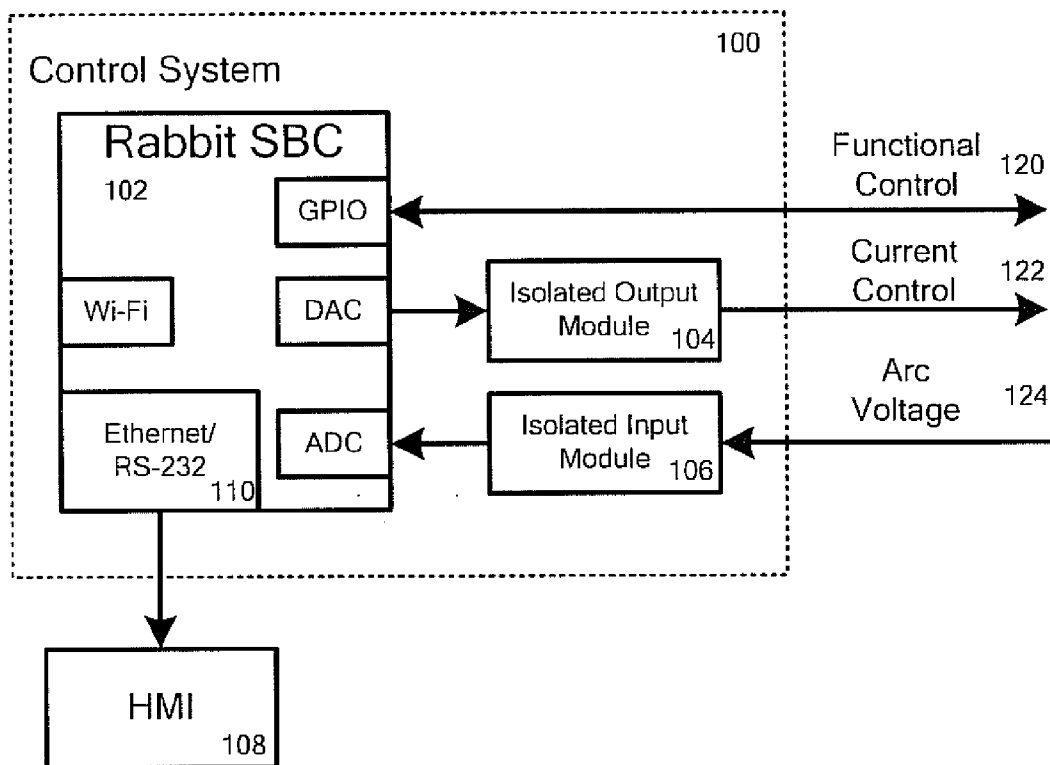 100
Control System
Rabbit SBC
102
GPIO
Functional
Control
120
Wi-Fi
DAC
Isolated Output
Module
104
Current
Control
122
Ethernet/
RS-232
110
ADC
Isolated Input
Module
106
Arc
Voltage
124
HMI
108